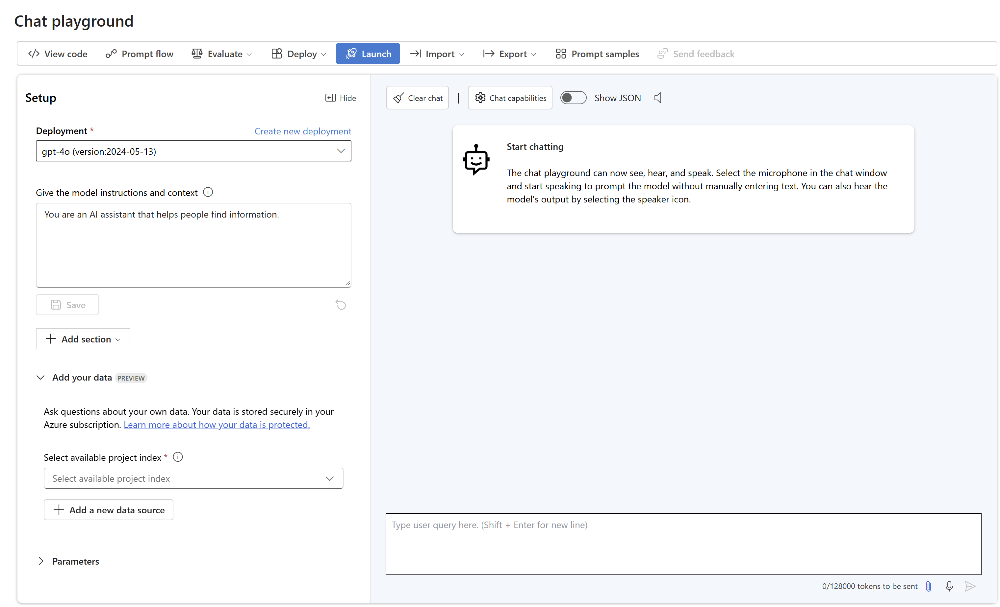 Chat playground
View code
Prompt flow
Evaluate
Deploy
Launch
Import
Export
Prompt samples
Send feedback
Setup
Hide
Deployment *
Create new deployment
gpt-4o (version:2024-05-13)
Give the model instructions and context
You are an AI assistant that helps people find information.
Save
Add section
Add your data PREVIEW
Ask questions about your own data. Your data is stored securely in your
Azure subscription. Learn more about how your data is protected.
Select available project index *
Select available project index
Add a new data source
Parameters
Clear chat
Chat capabilities
Show JSON
Start chatting
The chat playground can now see, hear, and speak. Select the microphone in the chat window
and start speaking to prompt the model without manually entering text. You can also hear the
model's output by selecting the speaker icon.
Type user query here. (Shift + Enter for new line)
0/128000 tokens to be sent